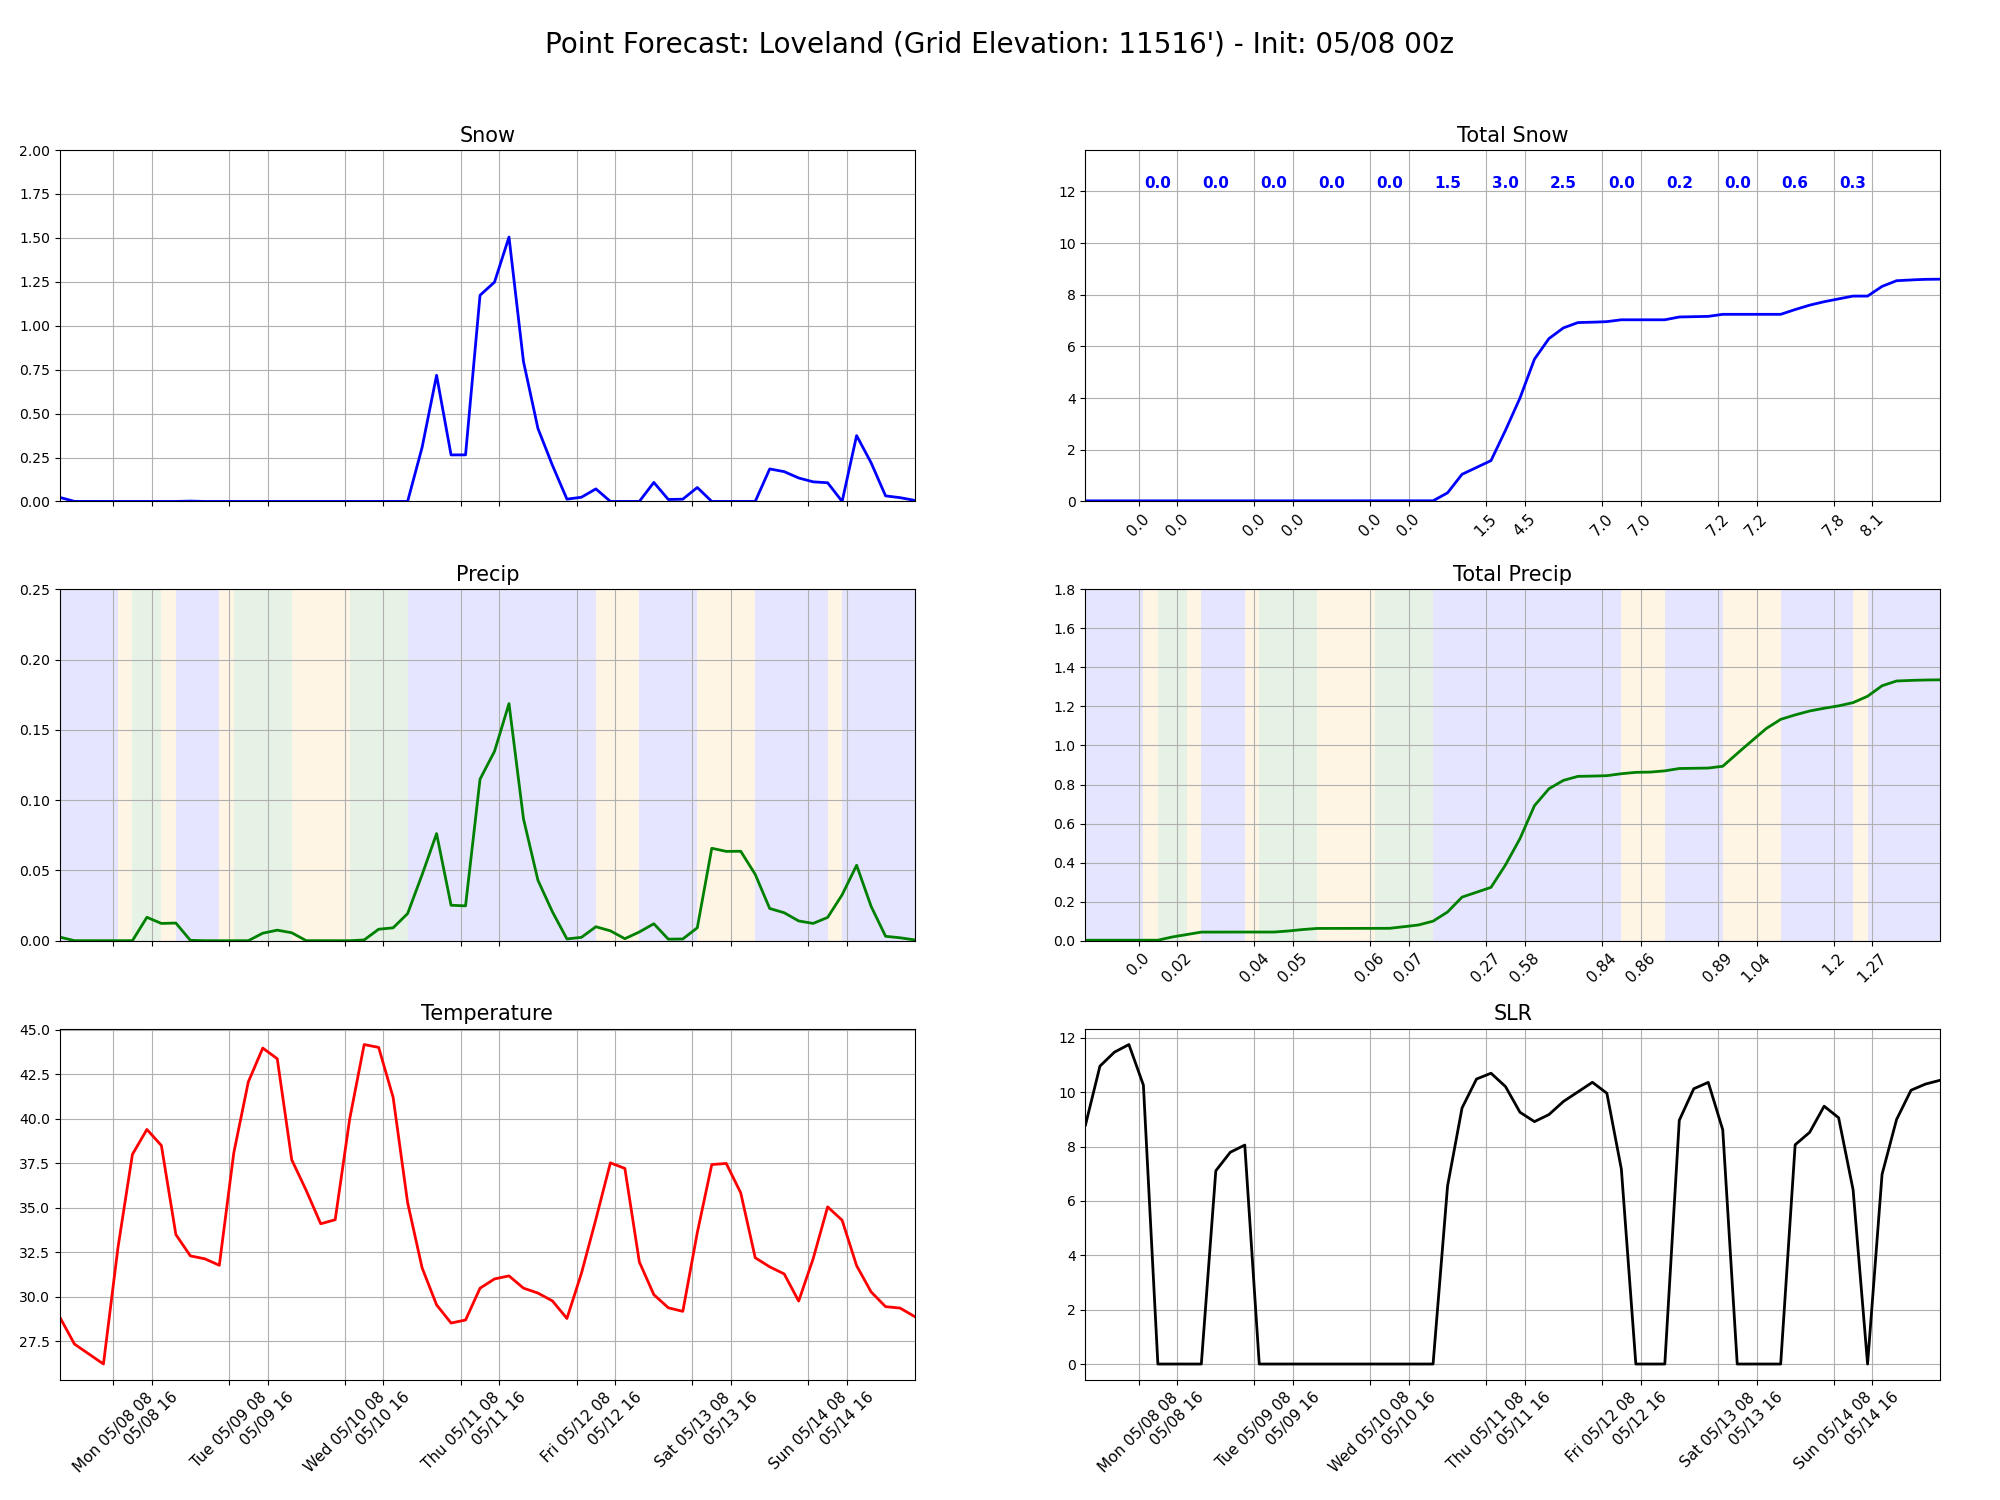 Point Forecast: Loveland (Grid Elevation: 11516') - Init: 05/08 00z
Snow
2.00
1.75
1.50
1.25
1.00
0.75
0.50
0.25
0.00
Total Snow
0.0 0.0 0.0 0.0 0.0 1.5 3.0 2.5 0.0 0.2 0.0 0.6 0.3
12
10
8
6
4
2
0
0.0 0.0 0.0 0.0 0.0 0.0 1.5 4.5 7.0 7.0 7.2 7.2 7.8 8.1
Precip
0.25
0.20
0.15
0.10
0.05
0.00
Total Precip
1.8
1.6
1.4
1.2
1.0
0.8
0.6
0.4
0.2
0.0
0.0 0.02 0.04 0.05 0.06 0.07 0.27 0.58 0.84 0.86 0.89 1.04 1.2 1.27
Temperature
45.0
42.5
40.0
37.5
35.0
32.5
30.0
27.5
Mon 05/08 08
05/08 16
Tue 05/09 08
05/09 16
Wed 05/10 08
05/10 16
Thu 05/11 08
05/11 16
Fri 05/12 08
05/12 16
Sat 05/13 08
05/13 16
Sun 05/14 08
05/14 16
SLR
12
10
8
6
4
2
0
Mon 05/08 08
05/08 16
Tue 05/09 08
05/09 16
Wed 05/10 08
05/10 16
Thu 05/11 08
05/11 16
Fri 05/12 08
05/12 16
Sat 05/13 08
05/13 16
Sun 05/14 08
05/14 16